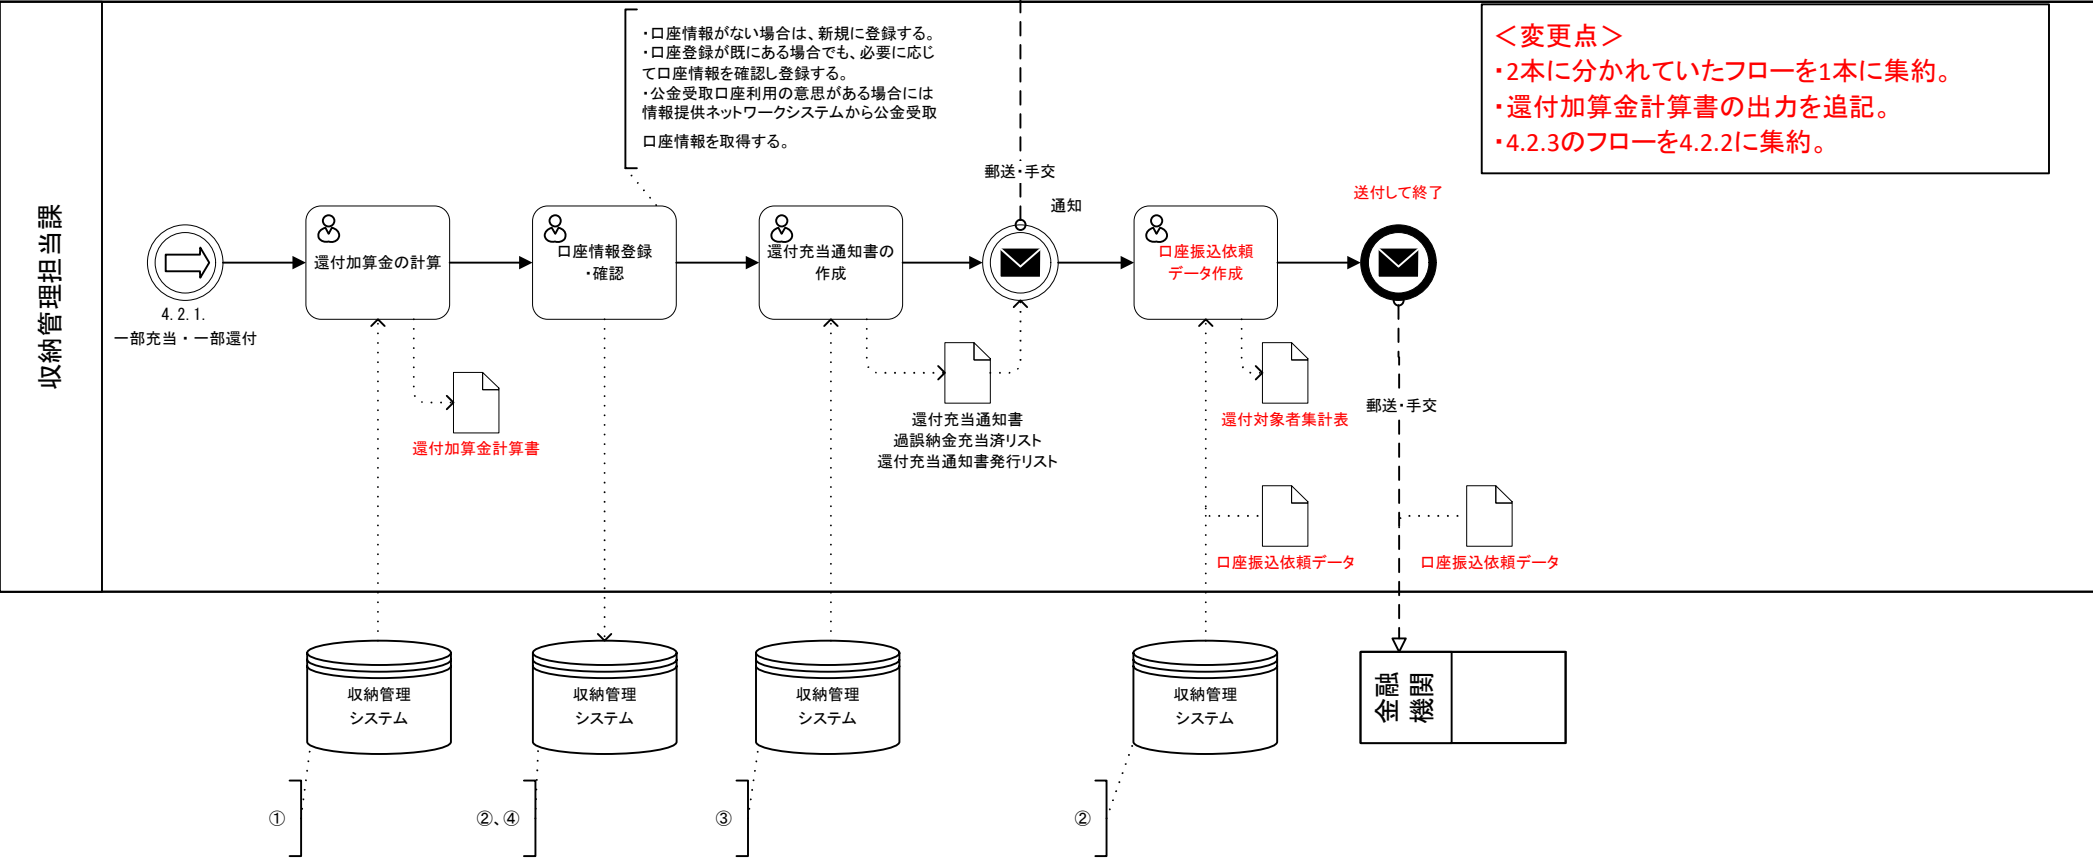 ・口座情報がない場合は、新規に登録する。
・口座登録が既にある場合でも、必要に応じ
て口座情報を確認し登録する。
・公金受取口座利用の意思がある場合には
情報提供ネットワークシステムから公金受取
口座情報を取得する。
＜変更点＞
・2本に分かれていたフローを1本に集約。
・還付加算金計算書の出力を追記。
・4.2.3のフローを4.2.2に集約。
収納管理担当課
郵送・手交
通知
送付して終了
4.2.1.
一部充当・一部還付
還付加算金の計算
口座情報登録
・確認
還付充当通知書の
作成
口座振込依頼
データ作成
還付加算金計算書
還付充当通知書
過誤納金充当済リスト
還付充当通知書発行リスト
還付対象者集計表
郵送・手交
口座振込依頼データ
口座振込依頼データ
収納管理
システム
収納管理
システム
収納管理
システム
収納管理
システム
金融
機関
①
②、④
③
②